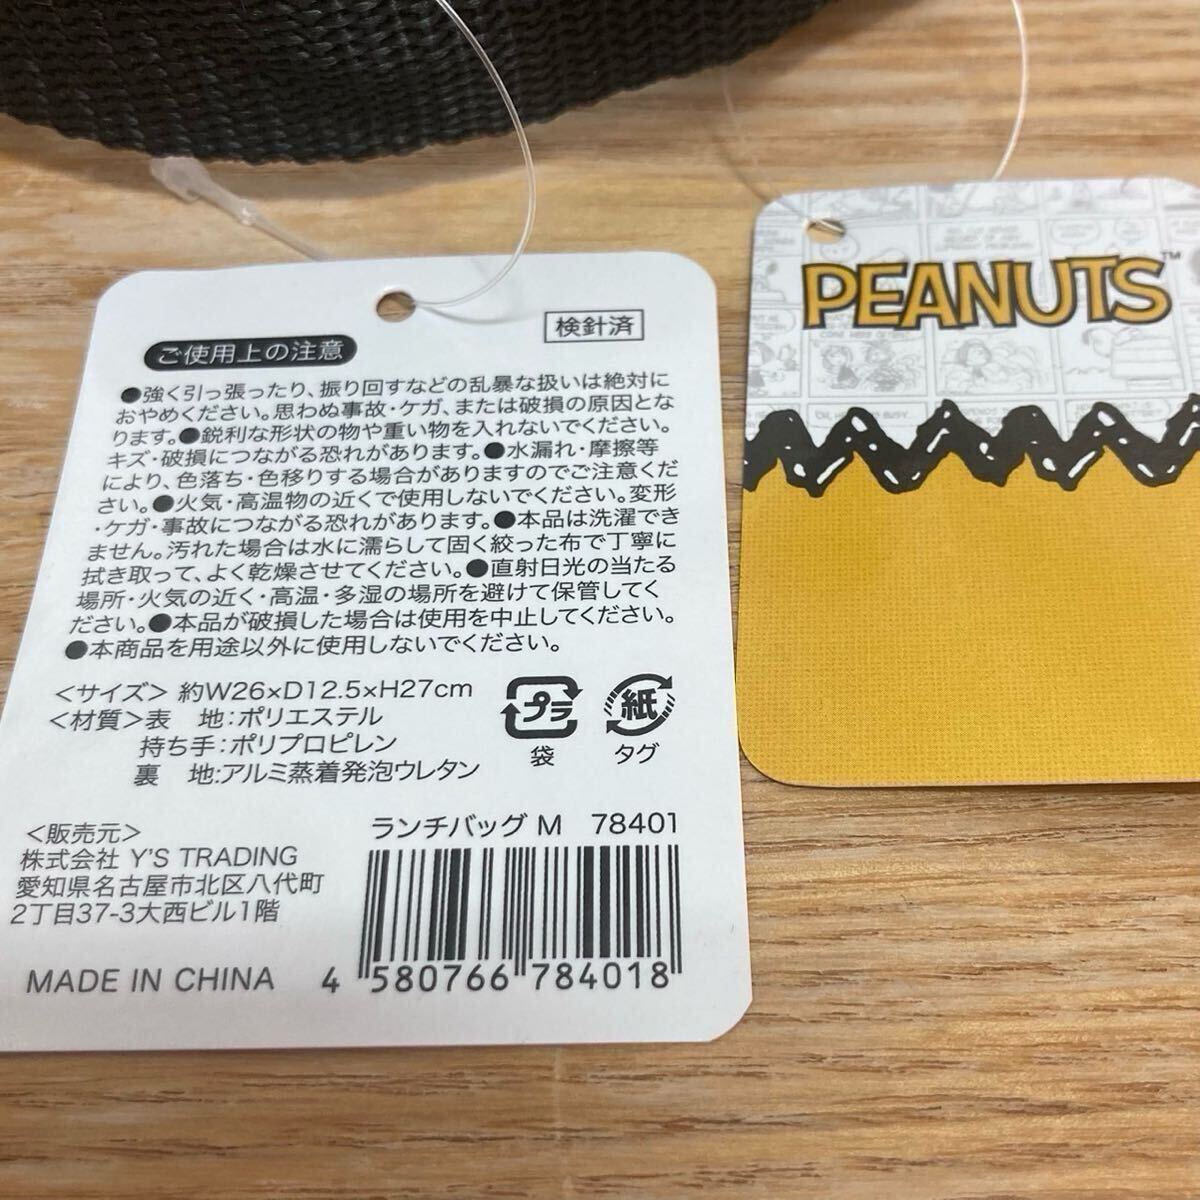 検針済
ご使用上の注意
●強く引っ張ったり、振り回すなどの乱暴な扱いは絶対に
おやめください。思わぬ事故・ケガ、または破損の原因とな
ります。●鋭利な形状の物や重い物を入れないでください。
キズ・破損につながる恐れがあります。●水漏れ・摩擦等
により、色落ち・色移りする場合がありますのでご注意くだ
さい。●火気・高温物の近くで使用しないでください。変形
・ケガ・事故につながる恐れがあります。●本品は洗濯でき
ません。汚れた場合は水に濡らして固く絞った布で丁寧に
拭き取って、よく乾燥させてください。●直射日光の当たる
場所・火気の近く・高温・多湿の場所を避けて保管してく
ださい。●本品が破損した場合は使用を中止してください。
●本商品を用途以外に使用しないでください。
<サイズ> 約W26×D12.5×H27cm
<材質>表 地:ポリエステル
持ち手:ポリプロピレン
裏 地:アルミ蒸着発泡ウレタン
プラ
袋
紙
タグ
<販売元>
株式会社 Y'S TRADING
愛知県名古屋市北区八代町
2丁目37-3大西ビル1階
MADE IN CHINA
ランチバッグ M 78401
4 580766 784018
PEANUTS™